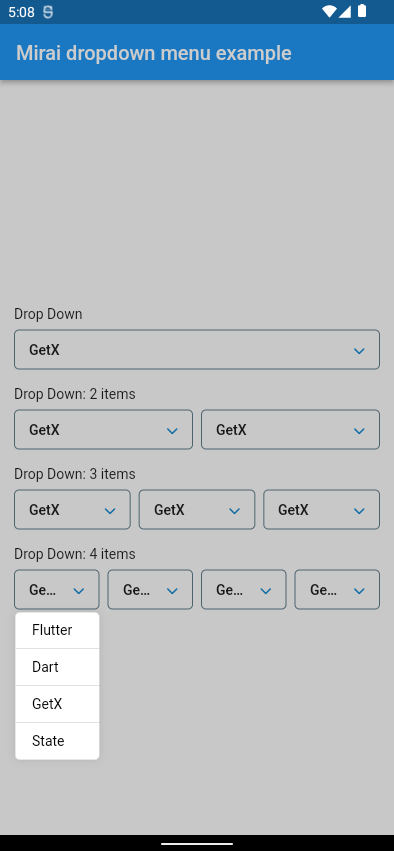 5:08
Mirai dropdown menu example
Drop Down
GetX
Drop Down: 2 items
GetX GetX
Drop Down: 3 items
GetX GetX GetX
Drop Down: 4 items
Ge... Ge... Ge... Ge...
Flutter
Dart
GetX
State